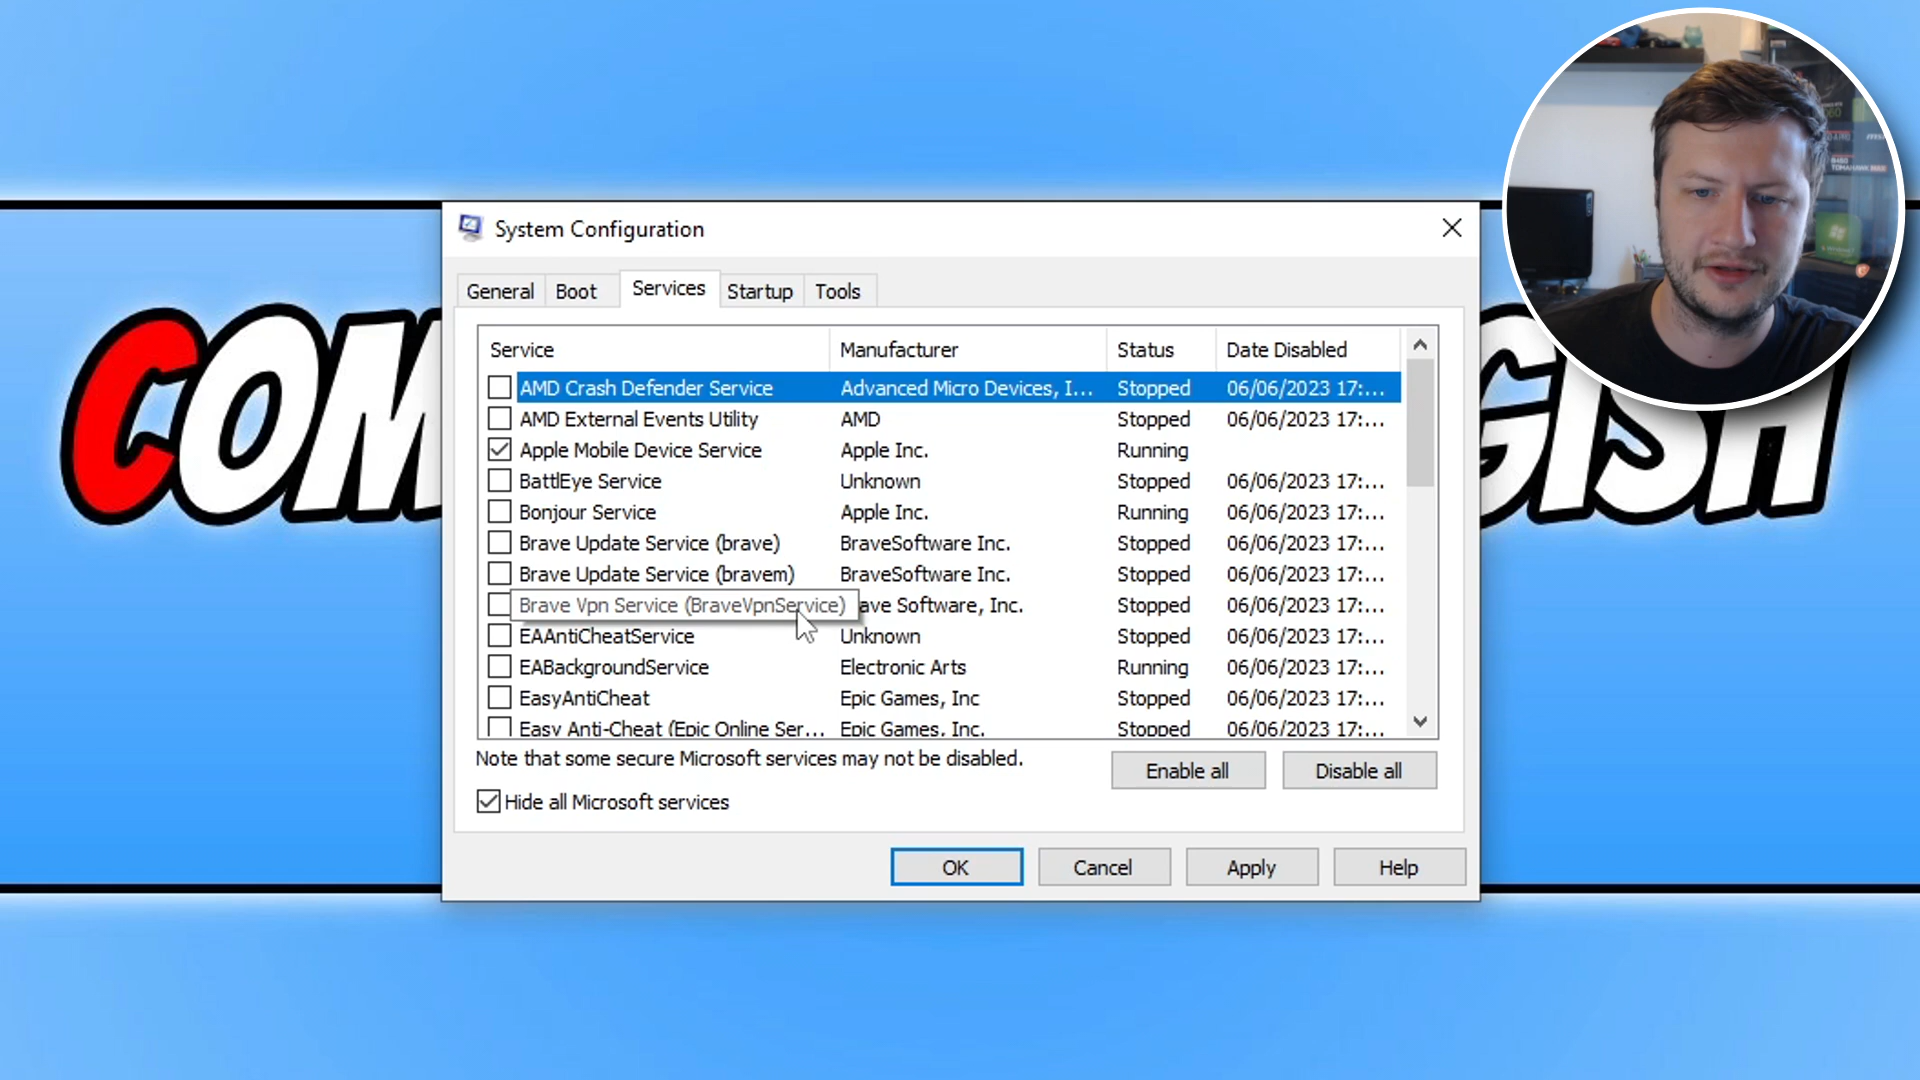 System Configuration
General Boot Services Startup Tools
Service Manufacturer Status Date Disabled
AMD Crash Defender Service Advanced Micro Devices, I... Stopped 06/06/2023 17:...
AMD External Events Utility AMD Stopped 06/06/2023 17:...
Apple Mobile Device Service Apple Inc. Running
BattlEye Service Unknown Stopped 06/06/2023 17:...
Bonjour Service Apple Inc. Running 06/06/2023 17:...
Brave Update Service (brave) BraveSoftware Inc. Stopped 06/06/2023 17:...
Brave Update Service (bravem) BraveSoftware Inc. Stopped 06/06/2023 17:...
Brave Vpn Service (BraveVpnService) ave Software, Inc. Stopped 06/06/2023 17:...
EAAntiCheatService Unknown Stopped 06/06/2023 17:...
EABackgroundService Electronic Arts Running 06/06/2023 17:...
EasyAntiCheat Epic Games, Inc Stopped 06/06/2023 17:...
Easy Anti-Cheat (Epic Online Ser... Epic Games, Inc. Stopped 06/06/2023 17:...
Note that some secure Microsoft services may not be disabled.
Enable all Disable all
Hide all Microsoft services
OK Cancel Apply Help
COM GISH